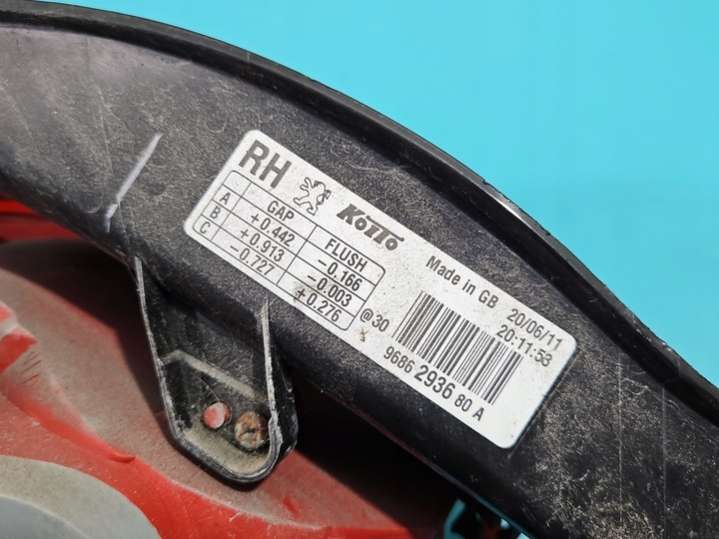 RH KOZTO
GAP FLUSH
A +0.442 -0.166
B +0.913 -0.003
C -0.727 +0.276
@30
Made in GB 20/06/11
20:11:53
9686 2936 80 A